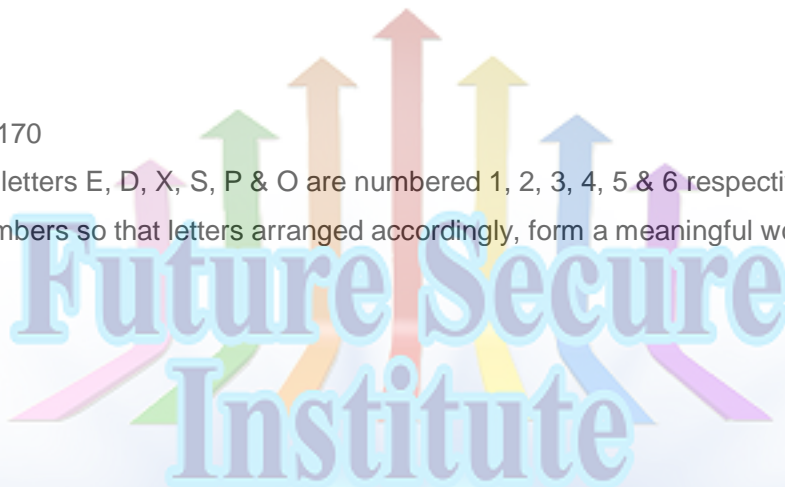 170
letters E, D, X, S, P & O are numbered 1, 2, 3, 4, 5 & 6
mbers so that letters arranged accordingly, form a meaningful
Future Secure
Institute